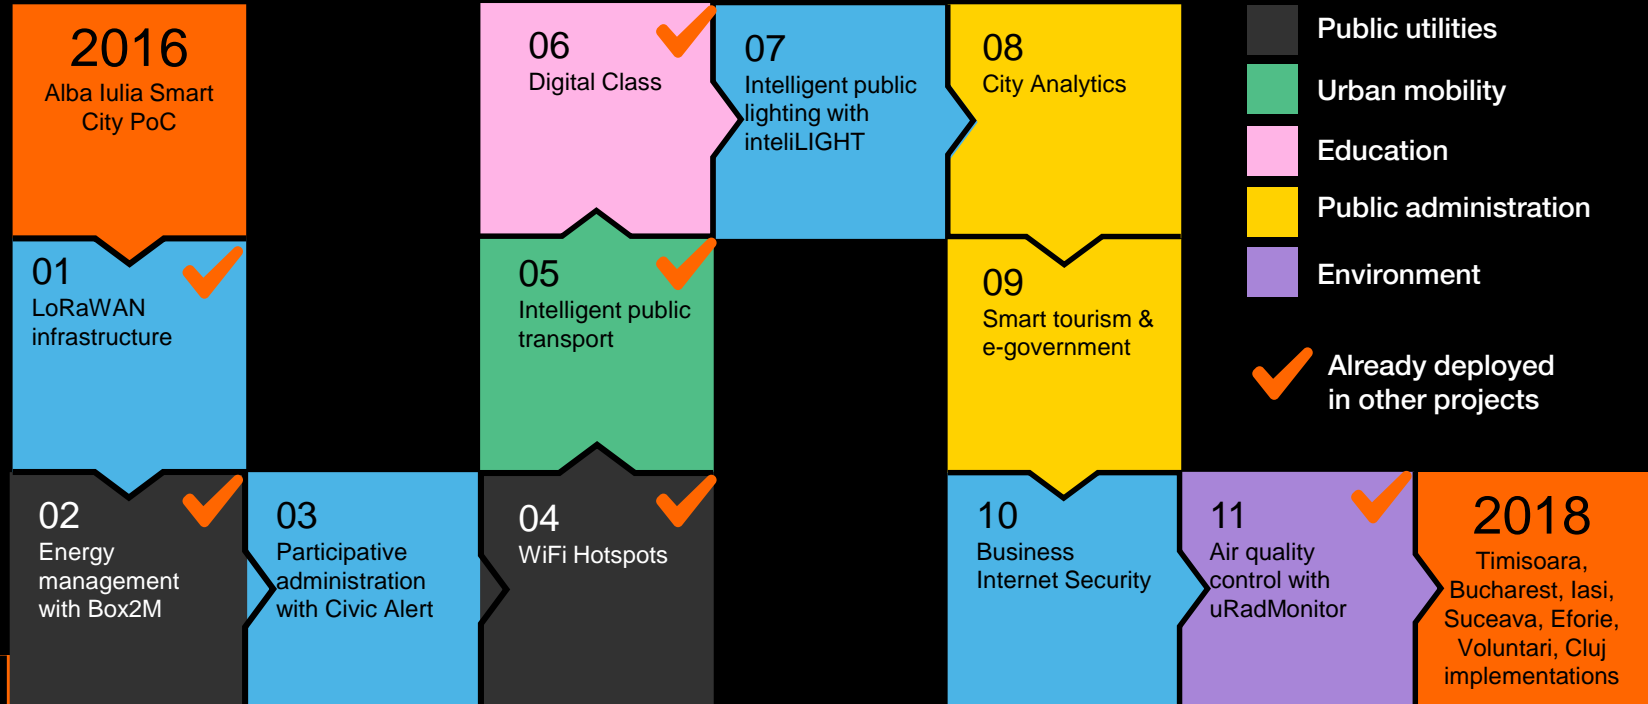 2016
Alba Iulia Smart
City PoC
01
LoRaWAN
infrastructure
02
Energy
management
with Box2M
03
Participative
administration
with Civic Alert
04
WiFi Hotspots
05
Intelligent public
transport
06
Digital Class
07
Intelligent public
lighting with
inteliLIGHT
08
City Analytics
09
Smart tourism &
e-government
10
Business
Internet Security
11
Air quality
control with
uRadMonitor
2018
Timisoara,
Bucharest, Iasi,
Suceava, Eforie,
Voluntari, Cluj
implementations
Public utilities
Urban mobility
Education
Public administration
Environment
Already deployed
in other projects